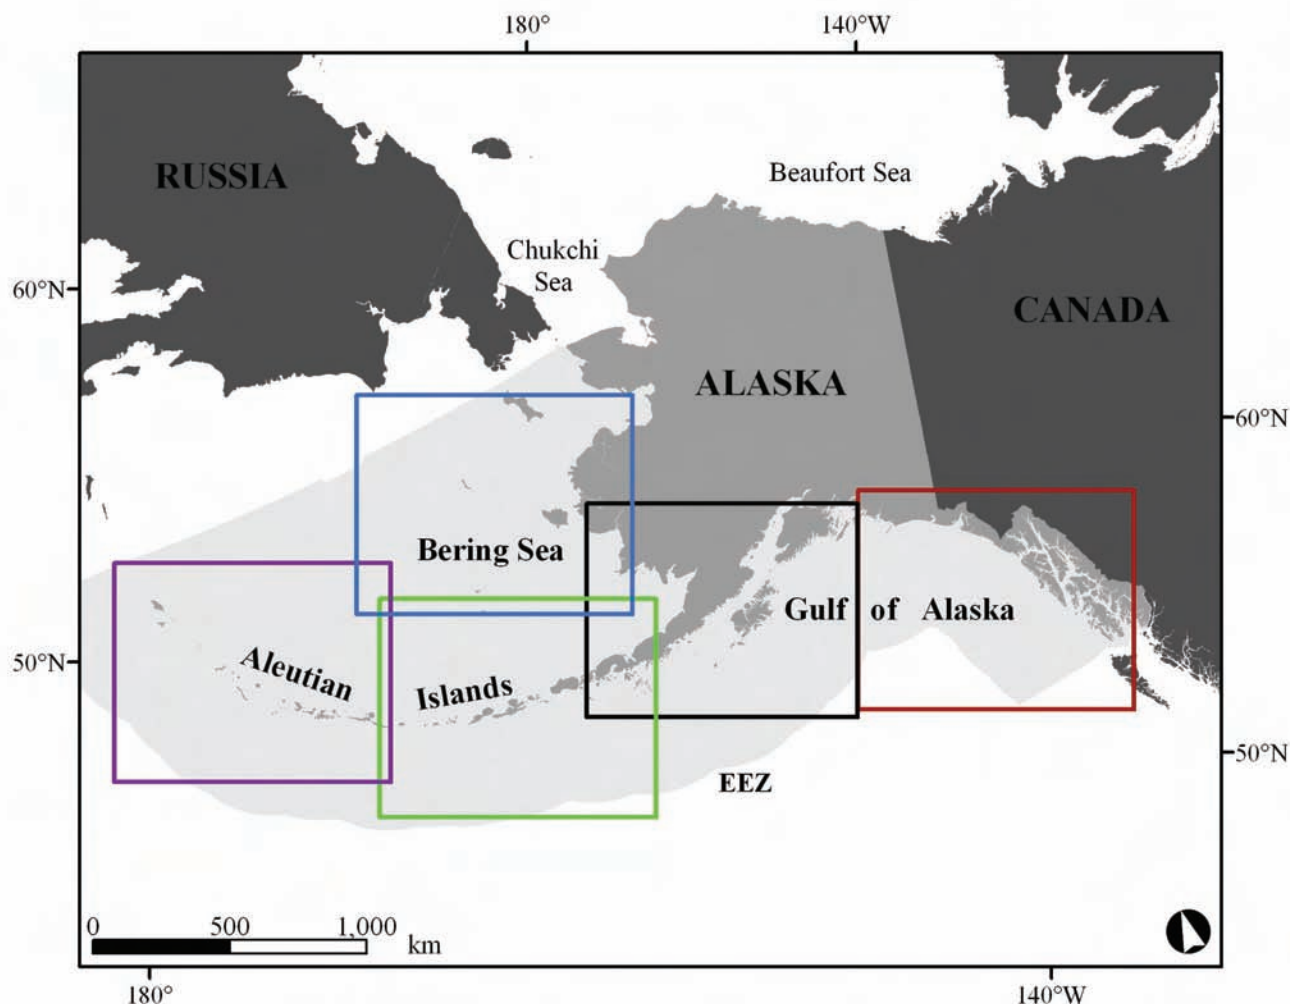 180°
140°W
RUSSIA
Beaufort Sea
Chukchi
Sea
60°N
CANADA
ALASKA
60°N
Bering Sea
Gulf of Alaska
Aleutian
Islands
50°N
50°N
EEZ
0
500
1,000
km
180°
140°W